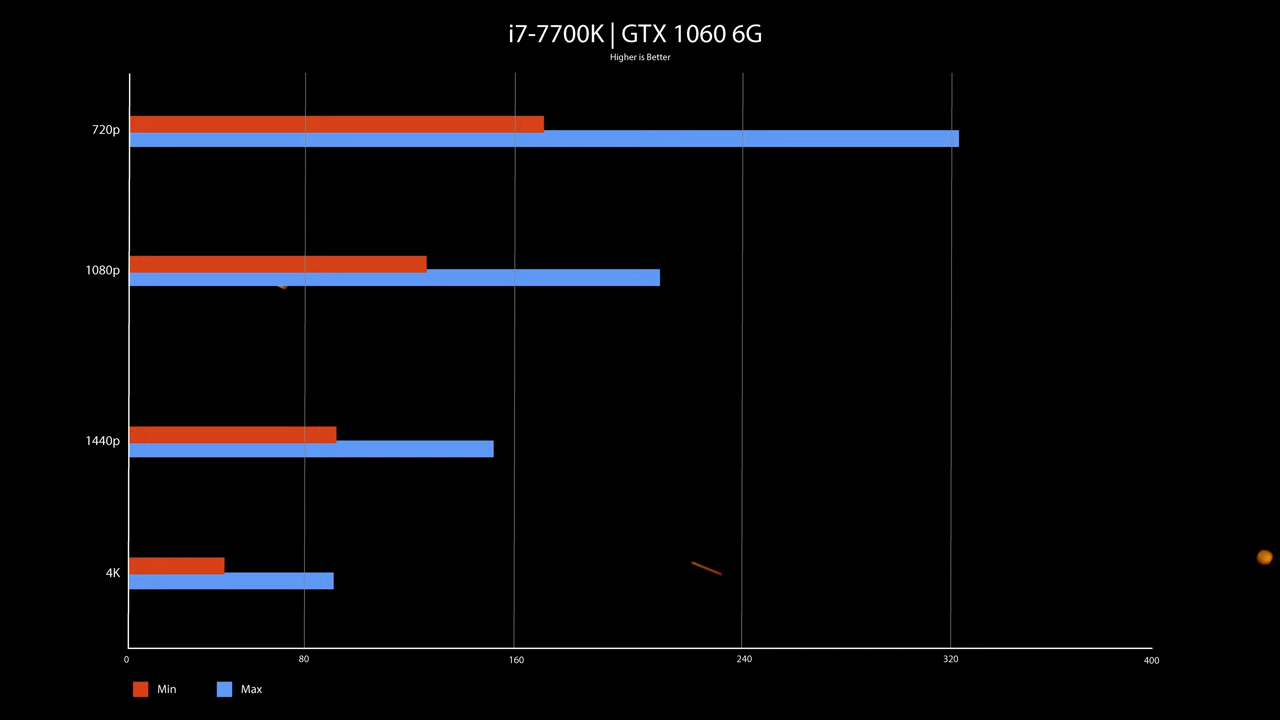 i7-7700K | GTX 1060 6G
Higher is Better
720p
1080p
1440p
4K
0 80 160 240 320 400
Min Max